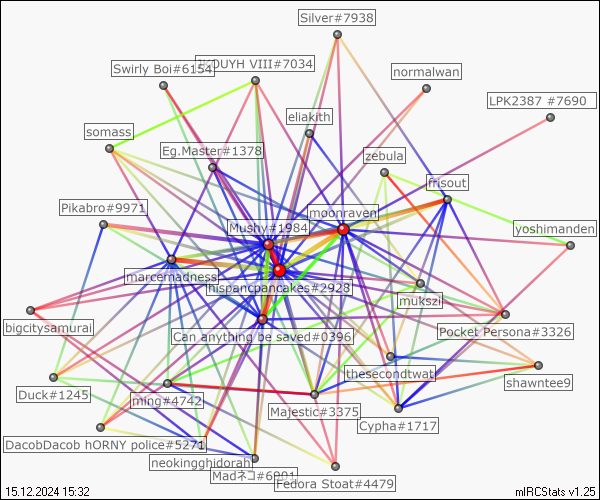 Silver#7938
DUYH VIII#7034
Swirly Boi#6154
normalwan
LPK2387 #7690
eliakith
somass
Eg.Master#1378
zebula
frisout
Pikabro#9971
moonraven
Mushy#1984
yoshimanden
marcemadness
hispancpancakes#2928
mukszi
bigcitysamurai
Can anything be saved#0396
Pocket Persona#3326
thesecondtwat
shawntee9
Duck#1245
ming#4742
Majestic#3375
Cypha#1717
DacobDacob hORNY police#5271
neokingghidorah
Madネコ#6901
Fedora Stoat#4479
15.12.2024 15:32
mIRCStats v1.25